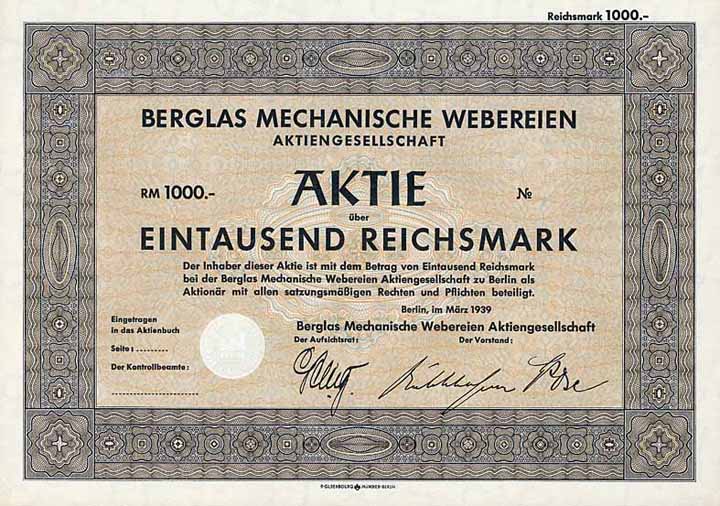 Reichsmark 1000.-
BERGLAS MECHANISCHE WEBEREIEN
AKTIENGESELLSCHAFT
RM 1000.- AKTIE №
über
EINTAUSEND REICHSMARK
Der Inhaber dieser Aktie ist mit dem Betrag von Eintausend Reichsmark
bei der Berglas Mechanische Webereien Aktiengesellschaft zu Berlin als
Aktionär mit allen satzungsmäßigen Rechten und Pflichten beteiligt.
Berlin, im März 1939
Eingetragen
in das Aktienbuch
Seite: .........
Der Kontrollbeamte:
Berglas Mechanische Webereien Aktiengesellschaft
Der Aufsichtsrat: Der Vorstand: